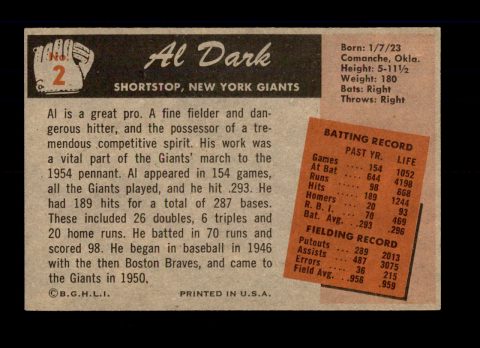 No.
2
Al Dark
SHORTSTOP, NEW YORK GIANTS
Born: 1/7/23
Comanche, Okla.
Height: 5-11½
Weight: 180
Bats: Right
Throws: Right
Al is a great pro. A fine fielder and dan-
gerous hitter, and the possessor of a tre-
mendous competitive spirit. His work was
a vital part of the Giants' march to the
1954 pennant. Al appeared in 154 games,
all the Giants played, and he hit .293. He
had 189 hits for a total of 287 bases.
These included 26 doubles, 6 triples and
20 home runs. He batted in 70 runs and
scored 98. He began in baseball in 1946
with the then Boston Braves, and came to
the Giants in 1950,
©B.G.H.L.I. PRINTED IN U.S.A.
BATTING RECORD
PAST YR. LIFE
Games 154 1052
At Bat 644 4198
Runs 98 668
Hits 189 1244
Homers 20 93
R. B. I. 70 469
Bat. Avg. .293 .296
FIELDING RECORD
Putouts 289 2013
Assists 487 3075
Errors 36 215
Field Avg. .958 .959